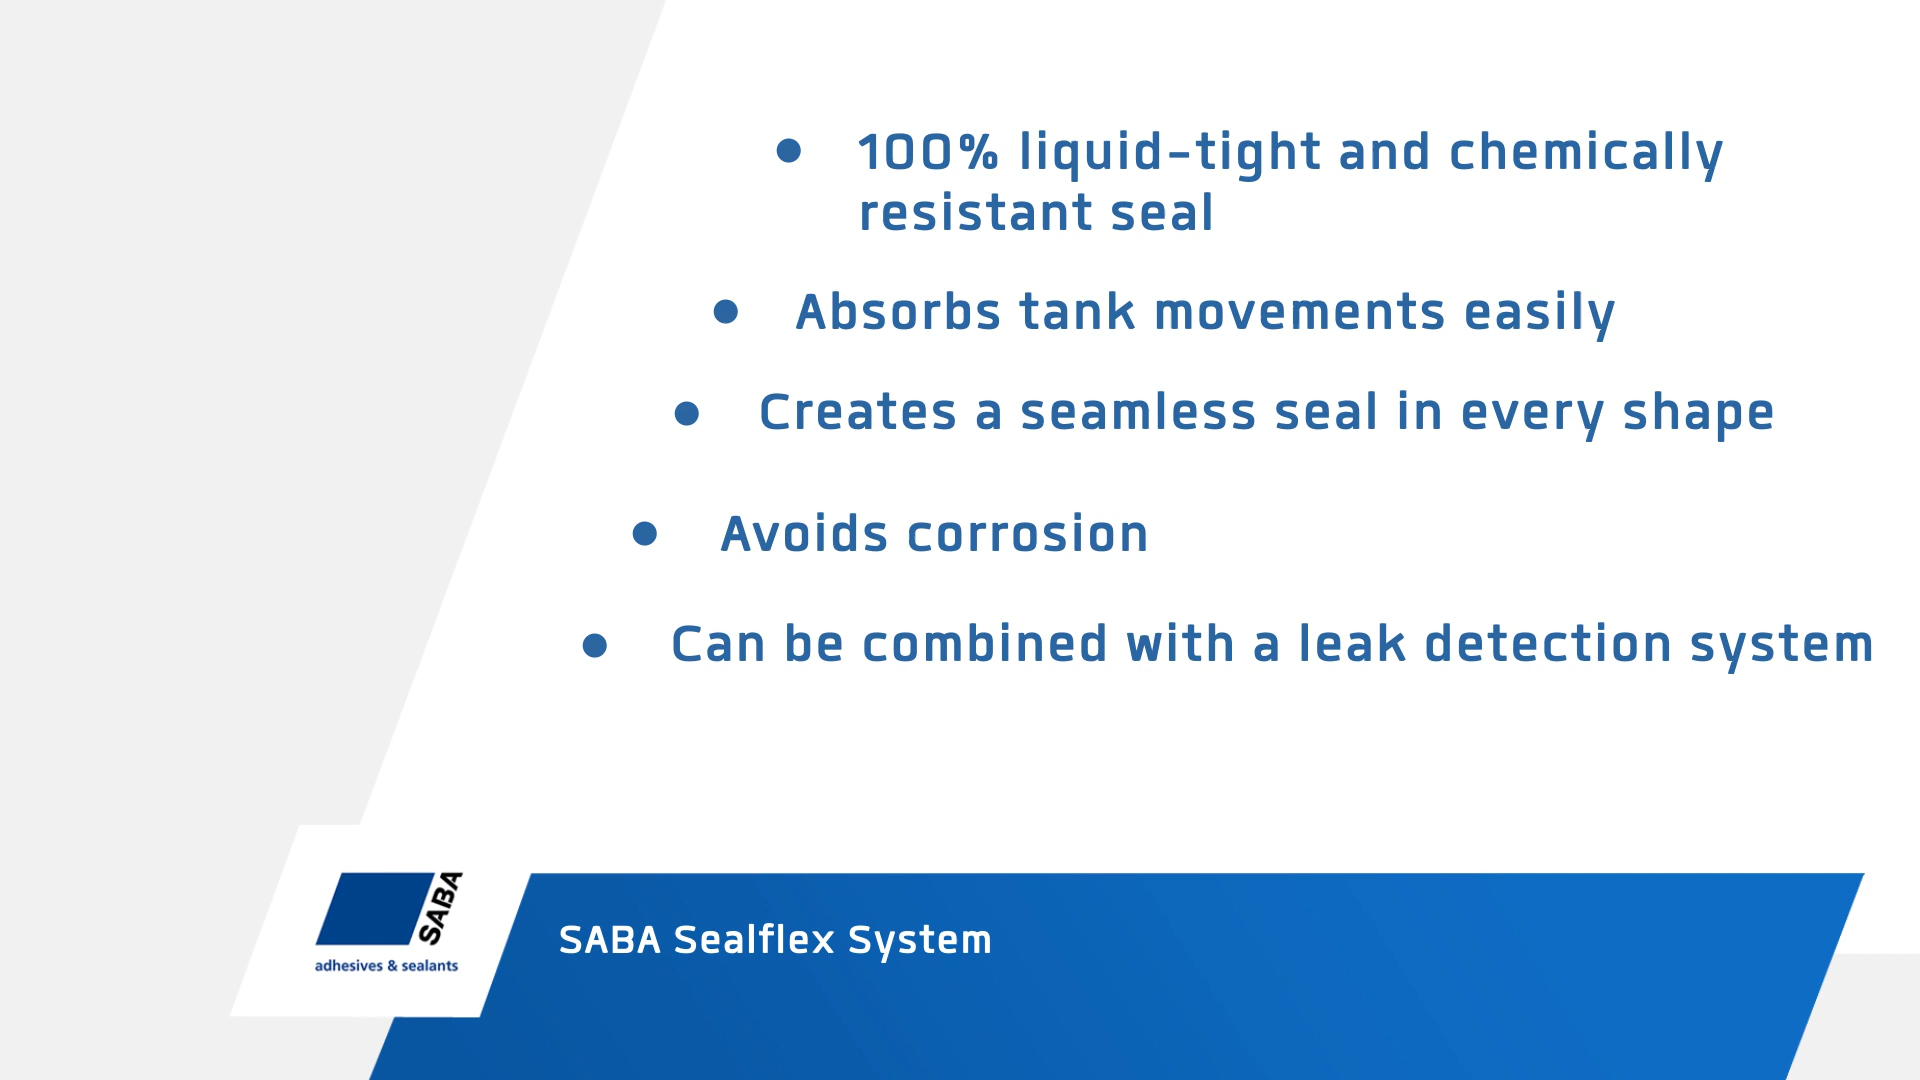 ● 100% liquid-tight and chemically
resistant seal
● Absorbs tank movements easily
● Creates a seamless seal in every shape
● Avoids corrosion
● Can be combined with a leak detection system
SABA
adhesives & sealants
SABA Sealflex System